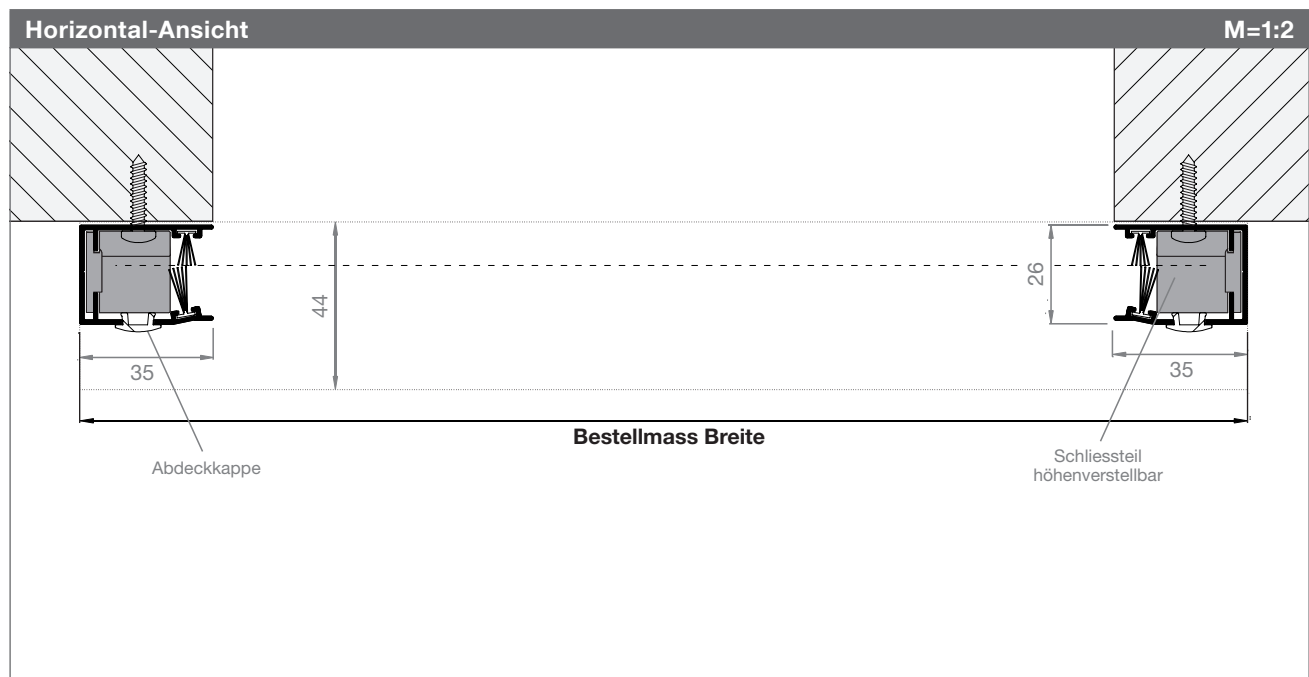 Horizontal-Ansicht M=1:2
44
26
35
35
Bestellmass Breite
Abdeckkappe
Schliessteil
höhenverstellbar